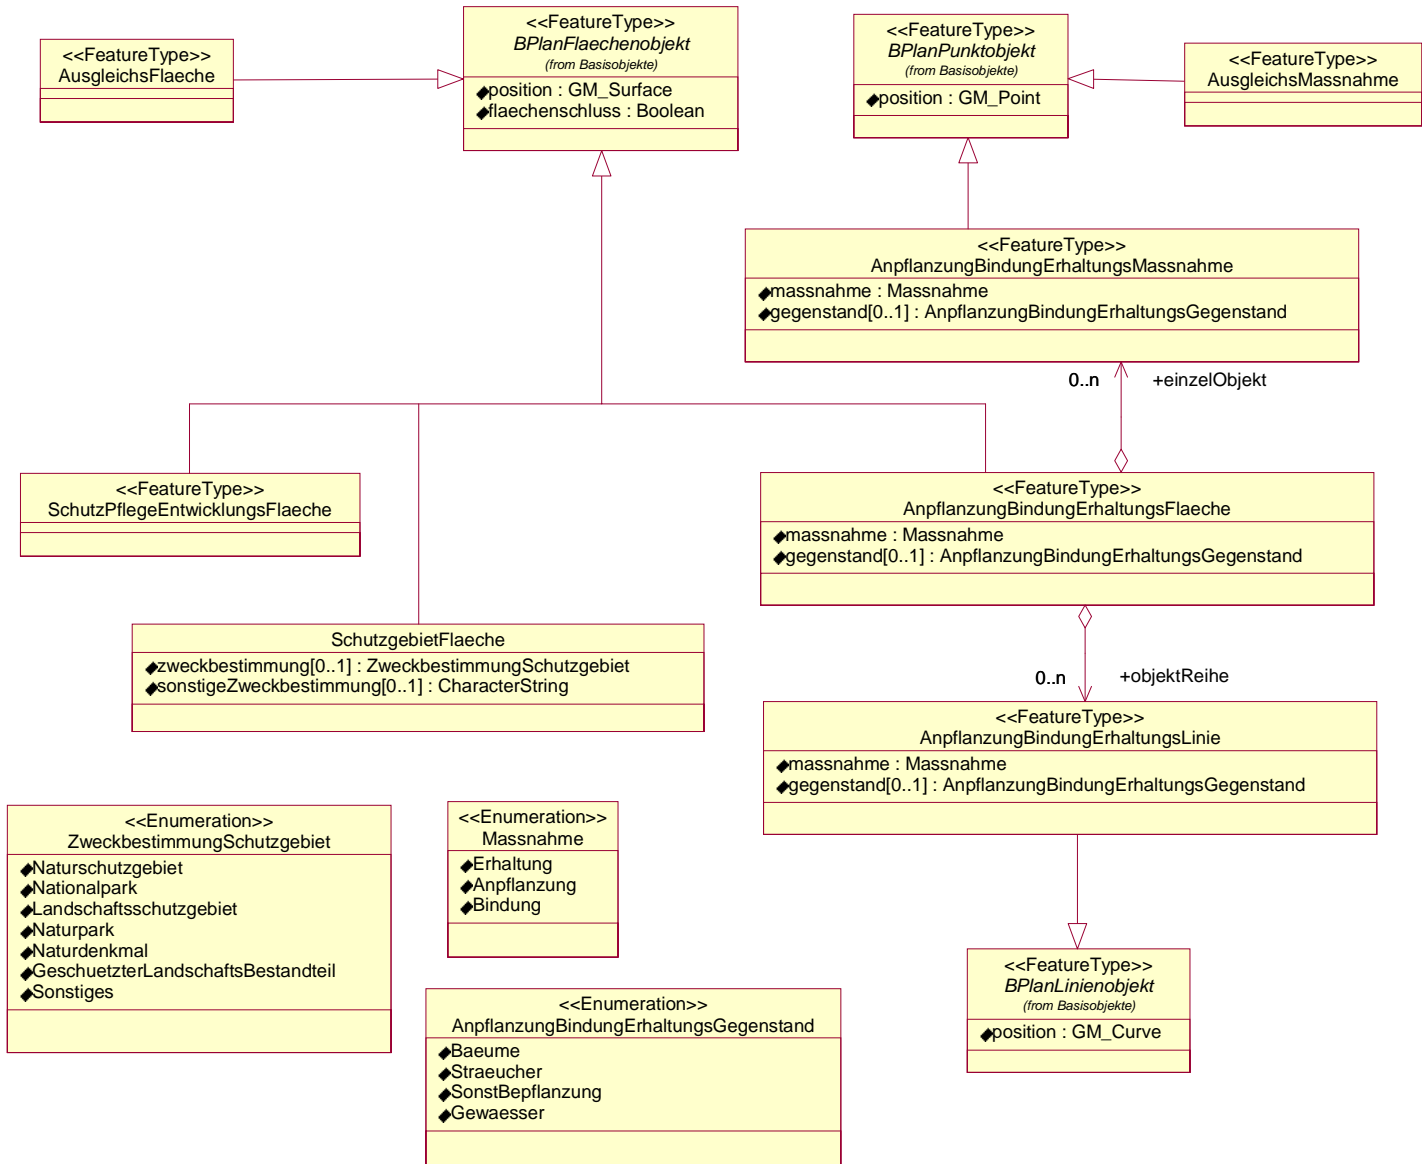 <<FeatureType>>
AusgleichsFlaeche
<<FeatureType>>
BPlanFlaechenobjekt
(from Basisobjekte)
position : GM_Surface
flaechenschluss : Boolean
<<FeatureType>>
BPlanPunktobjekt
(from Basisobjekte)
position : GM_Point
<<FeatureType>>
AusgleichsMassnahme
<<FeatureType>>
AnpflanzungBindungErhaltungsMassnahme
massnahme : Massnahme
gegenstand[0..1] : AnpflanzungBindungErhaltungsGegenstand
0..n
+einzelObjekt
<<FeatureType>>
SchutzPflegeEntwicklungsFlaeche
<<FeatureType>>
AnpflanzungBindungErhaltungsFlaeche
massnahme : Massnahme
gegenstand[0..1] : AnpflanzungBindungErhaltungsGegenstand
SchutzgebietFlaeche
zweckbestimmung[0..1] : ZweckbestimmungSchutzgebiet
sonstigeZweckbestimmung[0..1] : CharacterString
0..n
+objektReihe
<<FeatureType>>
AnpflanzungBindungErhaltungsLinie
massnahme : Massnahme
gegenstand[0..1] : AnpflanzungBindungErhaltungsGegenstand
<<Enumeration>>
ZweckbestimmungSchutzgebiet
Naturschutzgebiet
Nationalpark
Landschaftsschutzgebiet
Naturpark
Naturdenkmal
GeschuetzterLandschaftsBestandteil
Sonstiges
<<Enumeration>>
Massnahme
Erhaltung
Anpflanzung
Bindung
<<FeatureType>>
BPlanLinienobjekt
(from Basisobjekte)
position : GM_Curve
<<Enumeration>>
AnpflanzungBindungErhaltungsGegenstand
Baeume
Straeucher
SonstBepflanzung
Gewaesser